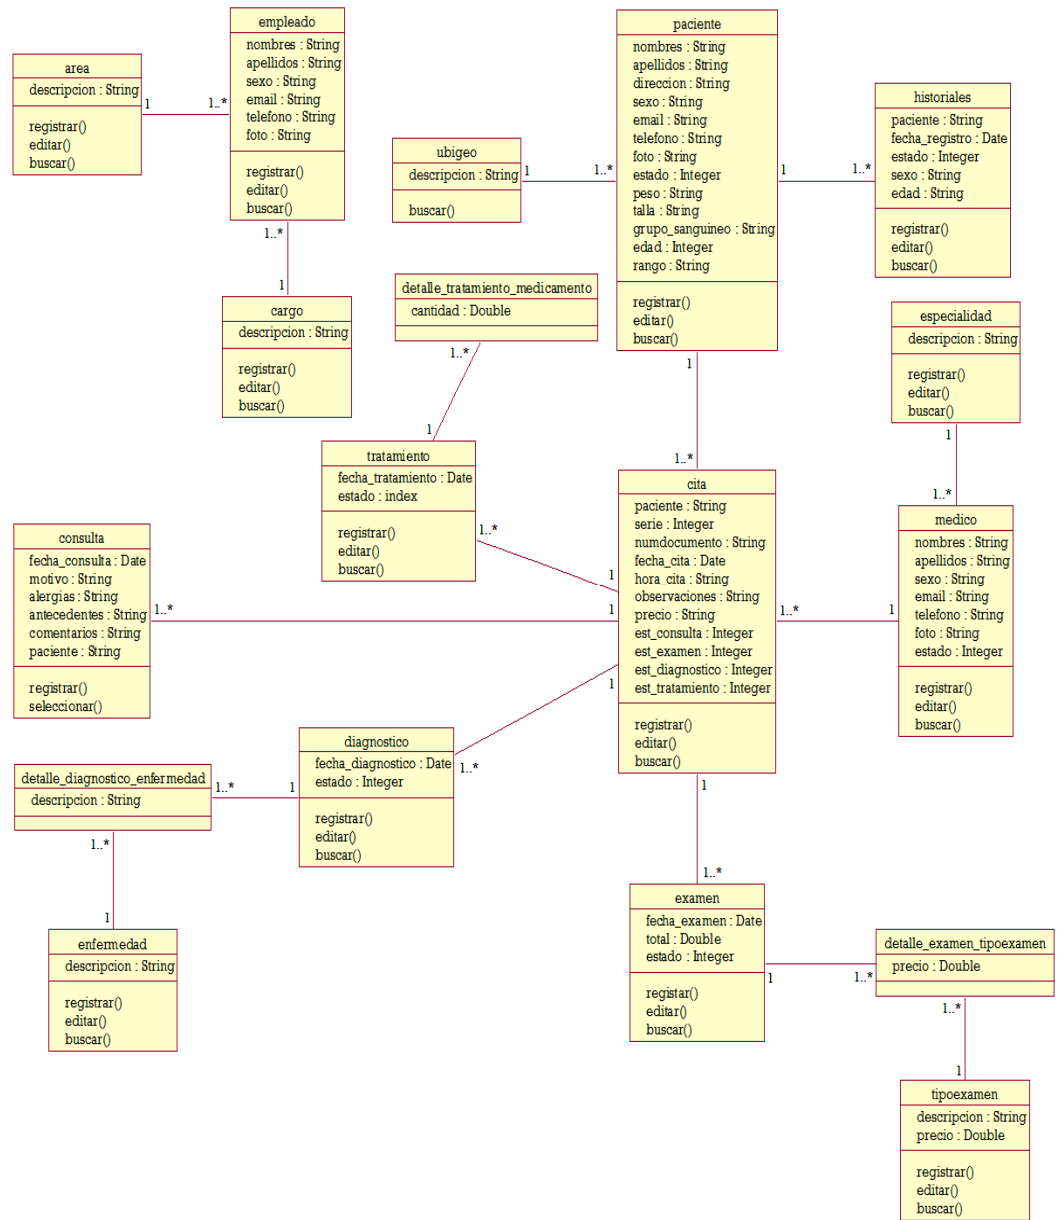 empleado
nombres : String
apellidos : String
sexo : String
email : String
telefono : String
foto : String
registrar()
editar()
buscar()
area
descripcion : String
registrar()
editar()
buscar()
1
1..*
1..*
1
cargo
descripcion : String
registrar()
editar()
buscar()
paciente
nombres : String
apellidos : String
direccion : String
sexo : String
email : String
telefono : String
foto : String
estado : Integer
peso : String
talla : String
grupo_sanguineo : String
edad : Integer
rango : String
registrar()
editar()
buscar()
ubigeo
descripcion : String
buscar()
1
1..*
1
1..*
historiales
paciente : String
fecha_registro : Date
estado : Integer
sexo : String
edad : String
registrar()
editar()
buscar()
detalle_tratamiento_medicamento
cantidad : Double
1..*
1
especialidad
descripcion : String
registrar()
editar()
buscar()
1
1..*
1
1..*
tratamiento
fecha_tratamiento : Date
estado : index
registrar()
editar()
buscar()
1..*
1
cita
paciente : String
serie : Integer
numdocumento : String
fecha_cita : Date
hora_cita : String
observaciones : String
precio : String
est_consulta : Integer
est_examen : Integer
est_diagnostico : Integer
est_tratamiento : Integer
registrar()
editar()
buscar()
medico
nombres : String
apellidos : String
sexo : String
email : String
telefono : String
foto : String
estado : Integer
registrar()
editar()
buscar()
1..*
1
consulta
fecha_consulta : Date
motivo : String
alergias : String
antecedentes : String
comentarios : String
paciente : String
registrar()
seleccionar()
1..*
1
1
1..*
diagnostico
fecha_diagnostico : Date
estado : Integer
registrar()
editar()
buscar()
detalle_diagnostico_enfermedad
descripcion : String
1..*
1
1..*
1
enfermedad
descripcion : String
registrar()
editar()
buscar()
1
1..*
examen
fecha_examen : Date
total : Double
estado : Integer
registar()
editar()
buscar()
1
1..*
detalle_examen_tipoexamen
precio : Double
1..*
1
tipoexamen
descripcion : String
precio : Double
registrar()
editar()
buscar()